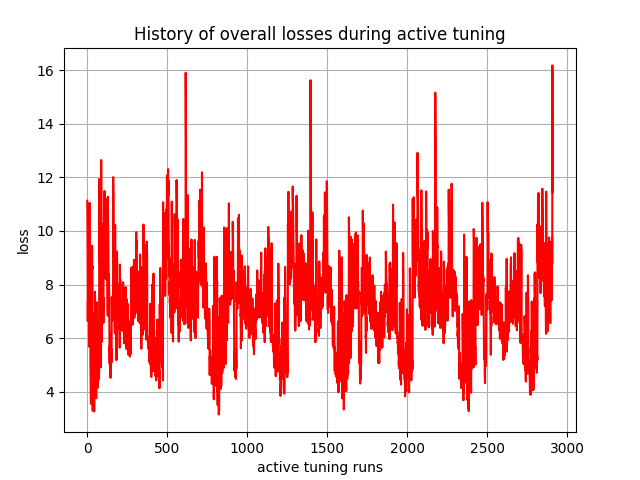 History of overall losses during active tuning
16
14
12
10
8
6
4
loss
0 500 1000 1500 2000 2500 3000
active tuning runs